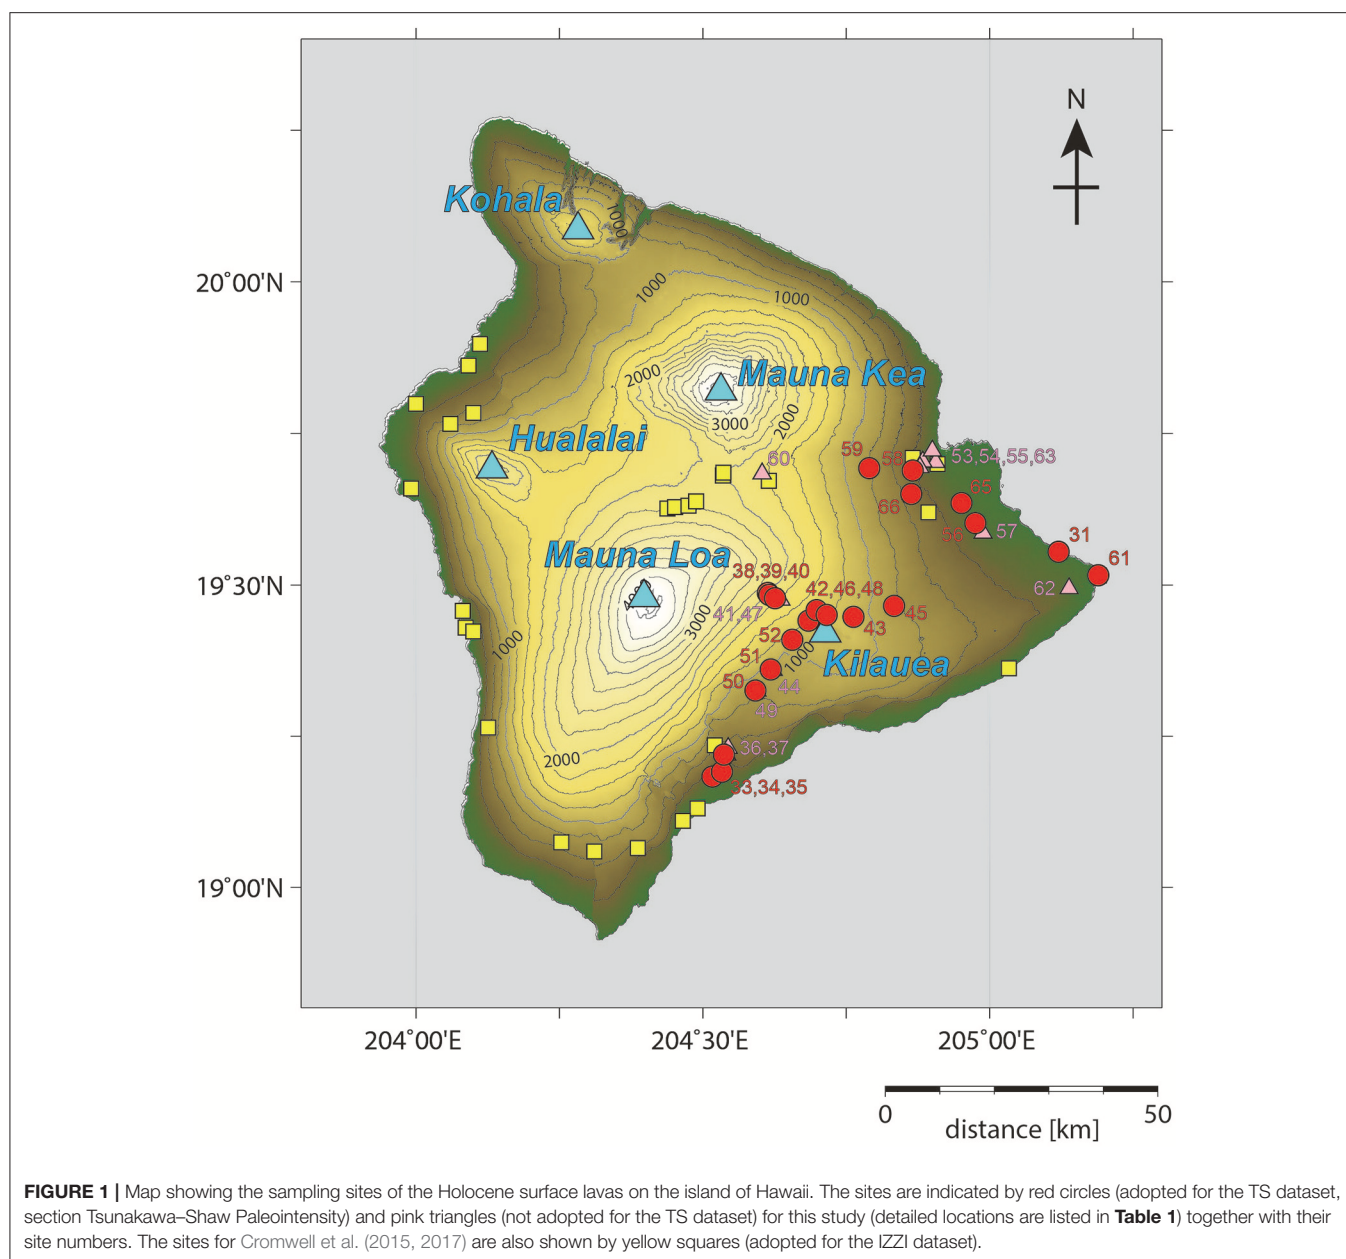 N
Kohala
1000
20°00'N
1000
1000
2000
Mauna Kea
3000
2000
Hualalai
59
58
53,54,55,63
60
66
65
56
57
31
61
62
Mauna Loa
38,39,40
42,46,48
41,47
45
43
52
19°30'N
3000
1000
51
1000
Kilauea
50
44
49
36,37
2000
33,34,35
19°00'N
204°00'E
204°30'E
205°00'E
0
50
distance [km]
FIGURE 1 | Map showing the sampling sites of the Holocene surface lavas on the island of Hawaii. The sites are indicated by red circles (adopted for the TS dataset,
section Tsunakawa–Shaw Paleointensity) and pink triangles (not adopted for the TS dataset) for this study (detailed locations are listed in Table 1) together with their
site numbers. The sites for Cromwell et al. (2015, 2017) are also shown by yellow squares (adopted for the IZZI dataset).